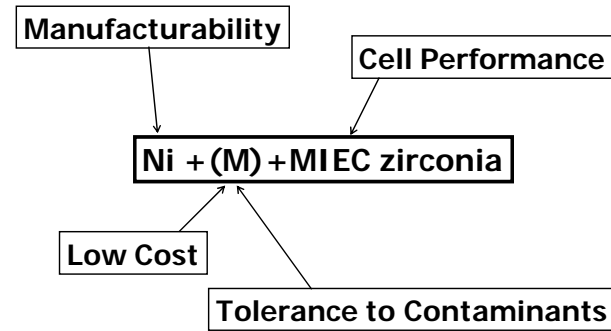 Manufacturability
Cell Performance
Ni + (M) + MIEC zirconia
Low Cost
Tolerance to Contaminants